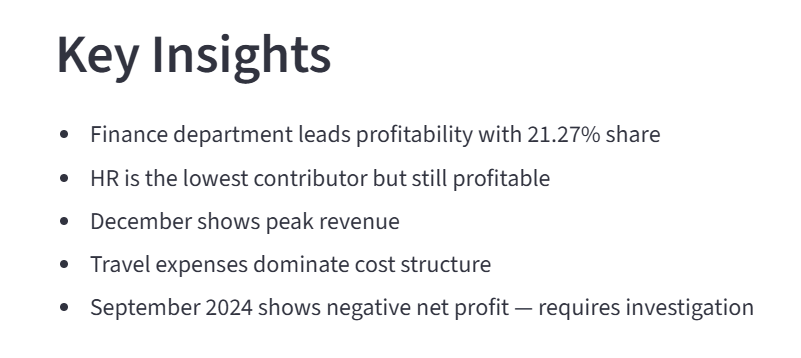 Key Insights
• Finance department leads profitability with 21.27% share
• HR is the lowest contributor but still profitable
• December shows peak revenue
• Travel expenses dominate cost structure
• September 2024 shows negative net profit — requires investigation